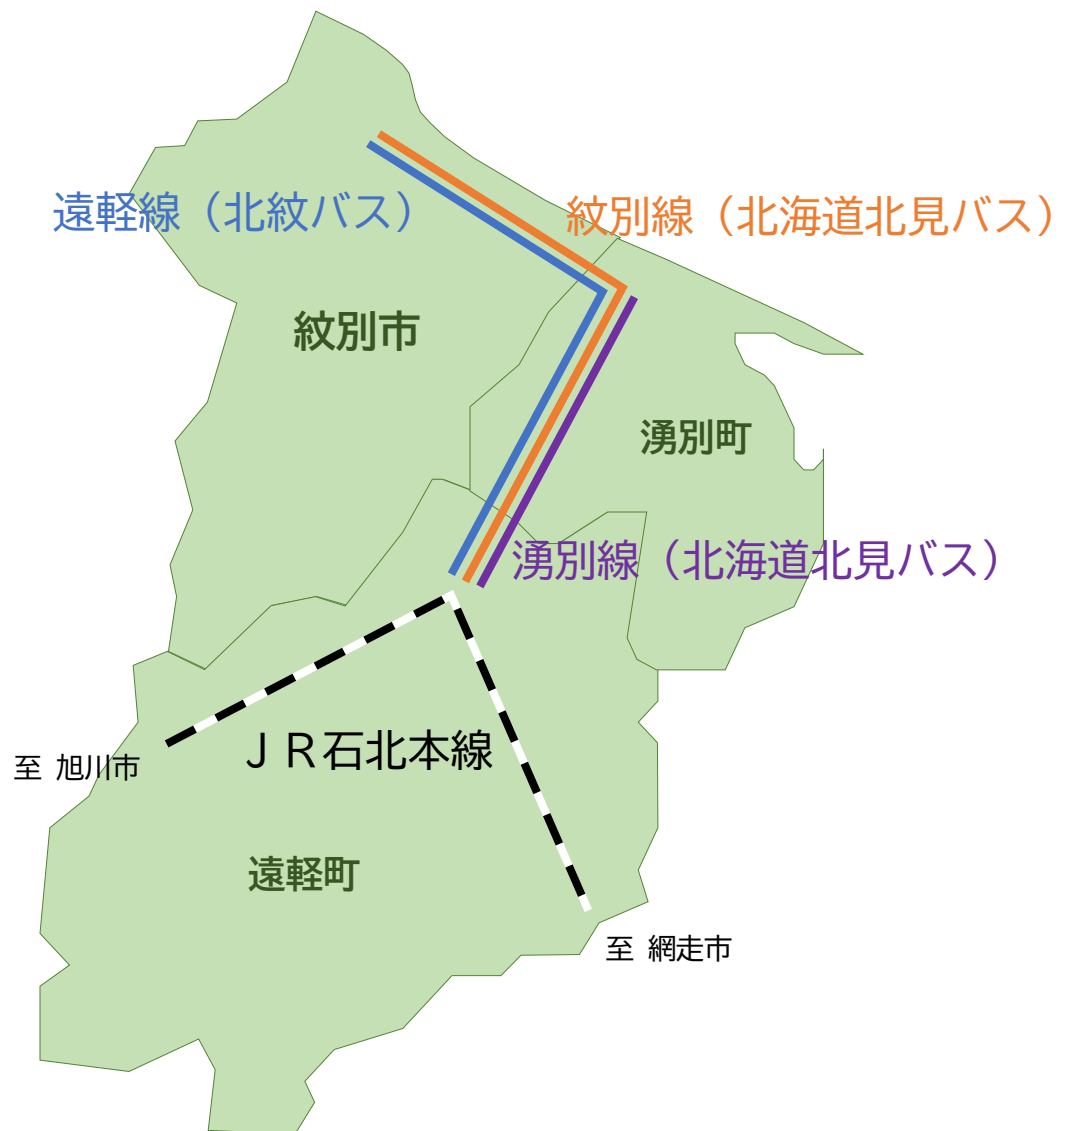 遠軽線（北紋バス）
紋別線（北海道北見バス）
紋別市
湧別町
湧別線（北海道北見バス）
ＪＲ石北本線
至 旭川市
遠軽町
至 網走市